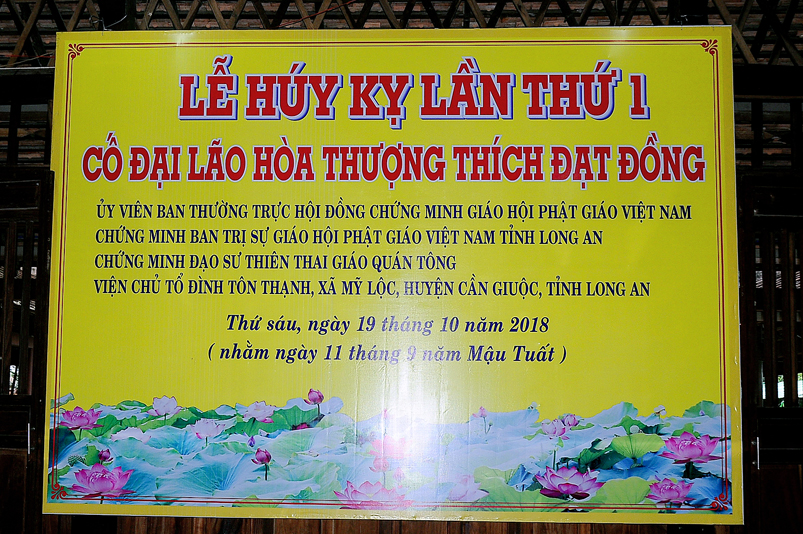 LỄ HÚY KỴ LẦN THỨ 1
CỐ ĐẠI LÃO HÒA THƯỢNG THÍCH ĐẠT ĐỒNG
ỦY VIÊN BAN THƯỜNG TRỰC HỘI ĐỒNG CHỨNG MINH GIÁO HỘI PHẬT GIÁO VIỆT NAM
CHỨNG MINH BAN TRỊ SỰ GIÁO HỘI PHẬT GIÁO VIỆT NAM TỈNH LONG AN
CHỨNG MINH ĐẠO SƯ THIÊN THAI GIÁO QUÁN TÔNG
VIỆN CHỦ TỔ ĐÌNH TÔN THẠNH, XÃ MỸ LỘC, HUYỆN CẦN GIUỘC, TỈNH LONG AN
Thứ sáu, ngày 19 tháng 10 năm 2018
( nhằm ngày 11 tháng 9 năm Mậu Tuất )